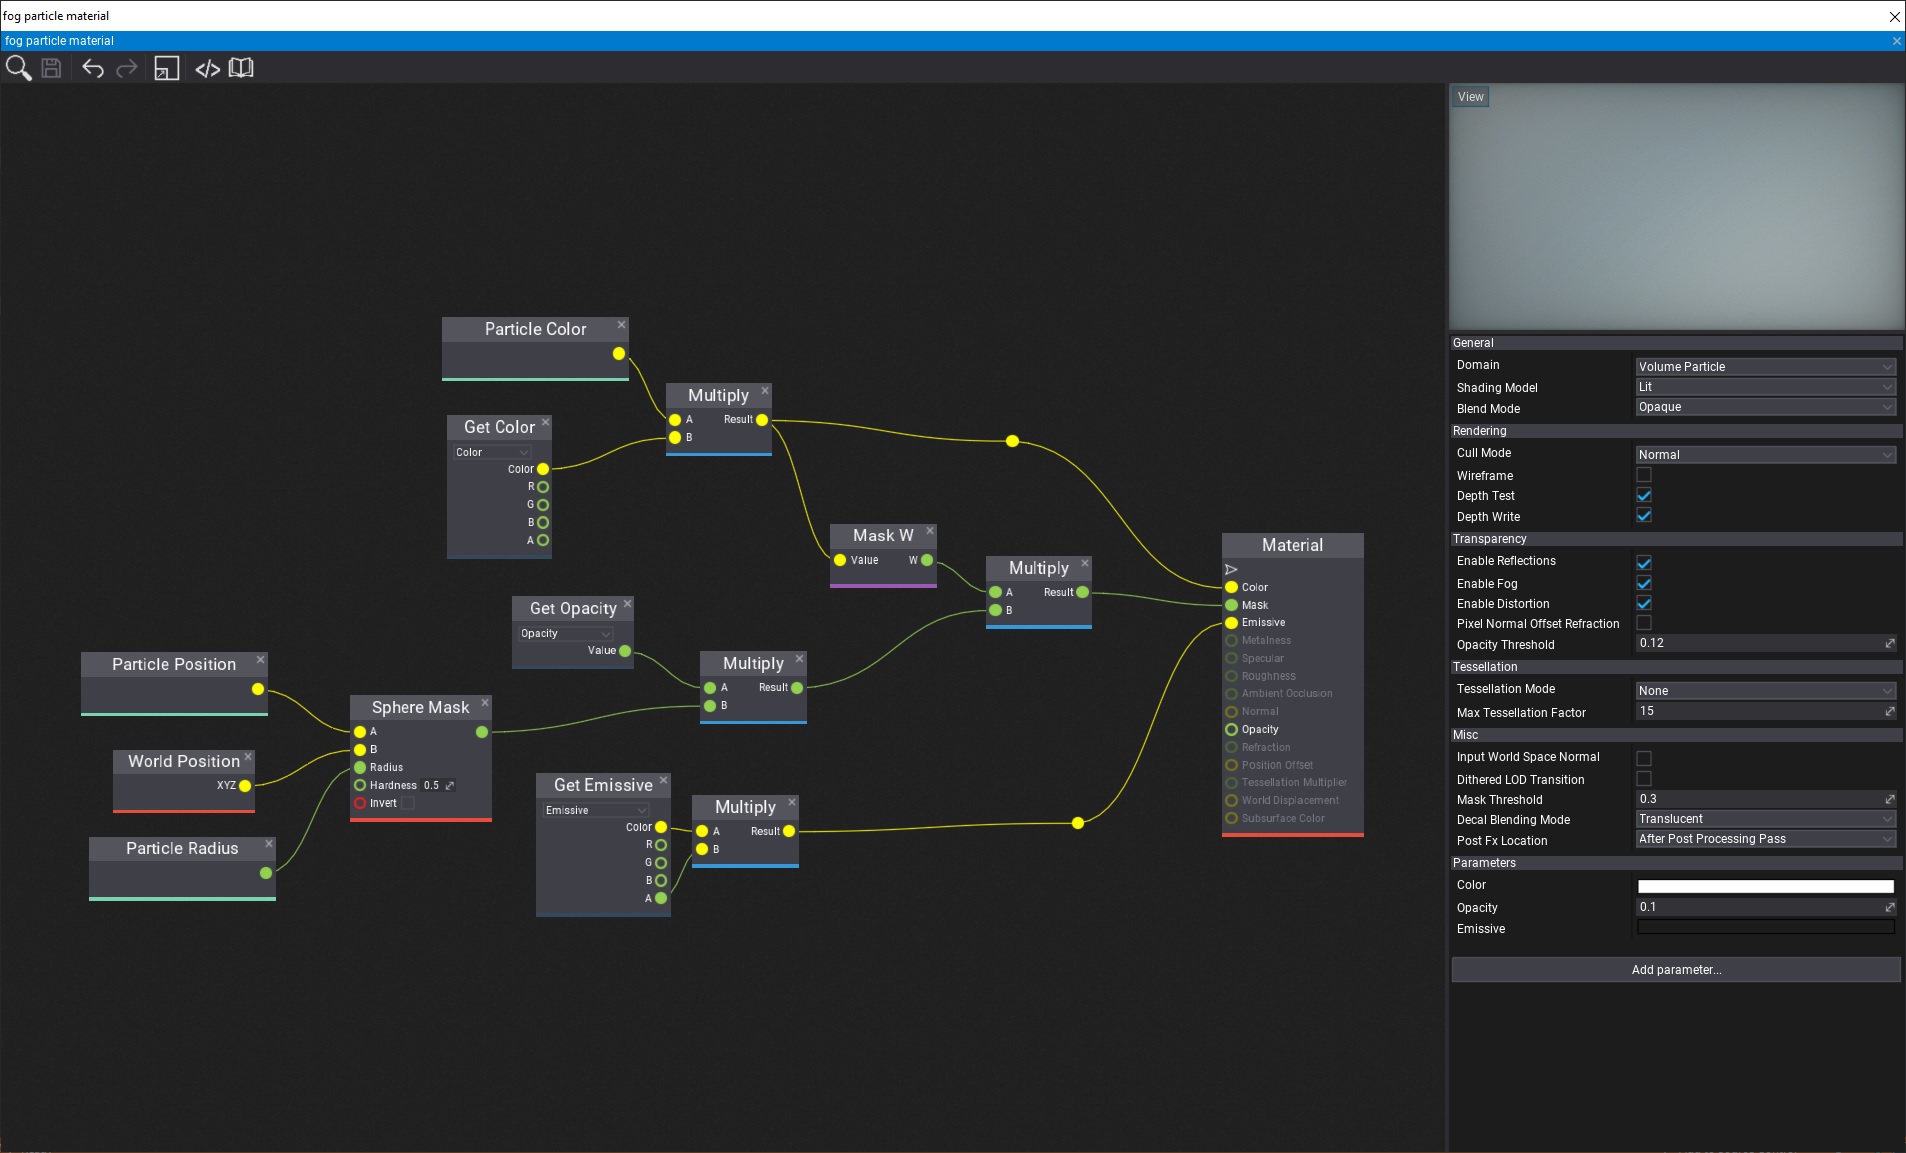 fog particle material
fog particle material
View
Particle Color
Multiply
A Result
B
Get Color
Color
Color
R
G
B
A
Mask W
Value W
Multiply
A Result
B
Get Opacity
Opacity
Value
Multiply
A Result
B
Particle Position
Sphere Mask
A
B
Radius
Hardness 0.5
Invert
World Position
XYZ
Particle Radius
Get Emissive
Emissive
Color
R
G
B
A
Multiply
A Result
B
Material
Color
Mask
Emissive
Metalness
Specular
Roughness
Ambient Occlusion
Normal
Opacity
Refraction
Position Offset
Tessellation Multiplier
World Displacement
Subsurface Color
General
Domain Volume Particle
Shading Model Lit
Blend Mode Opaque
Rendering
Cull Mode Normal
Wireframe
Depth Test
Depth Write
Transparency
Enable Reflections
Enable Fog
Enable Distortion
Pixel Normal Offset Refraction
Opacity Threshold 0.12
Tessellation
Tessellation Mode None
Max Tessellation Factor 15
Misc
Input World Space Normal
Dithered LOD Transition
Mask Threshold 0.3
Decal Blending Mode Translucent
Post Fx Location After Post Processing Pass
Parameters
Color
Opacity 0.1
Emissive
Add parameter...